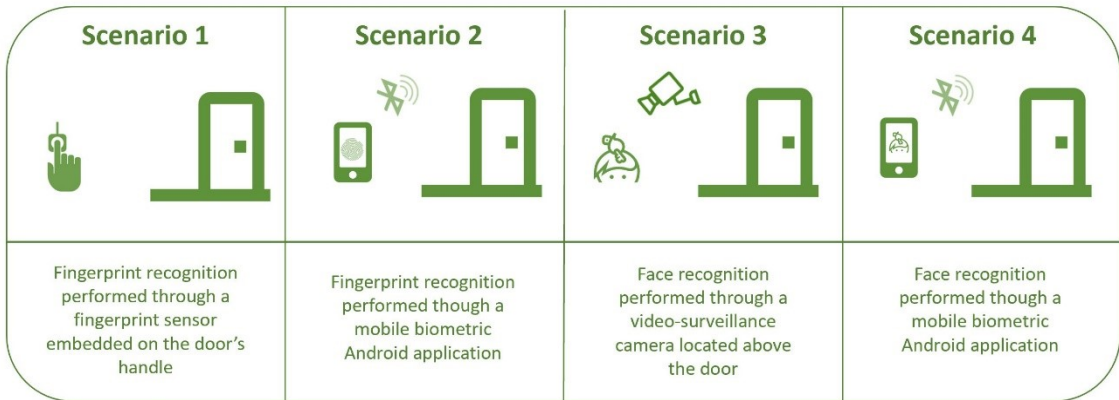 Scenario 1
Scenario 2
Scenario 3
Scenario 4
Fingerprint recognition
performed through a
fingerprint sensor
embedded on the door's
handle
Fingerprint recognition
performed though a
mobile biometric
Android application
Face recognition
performed through a
video-surveillance
camera located above
the door
Face recognition
performed though a
mobile biometric
Android application